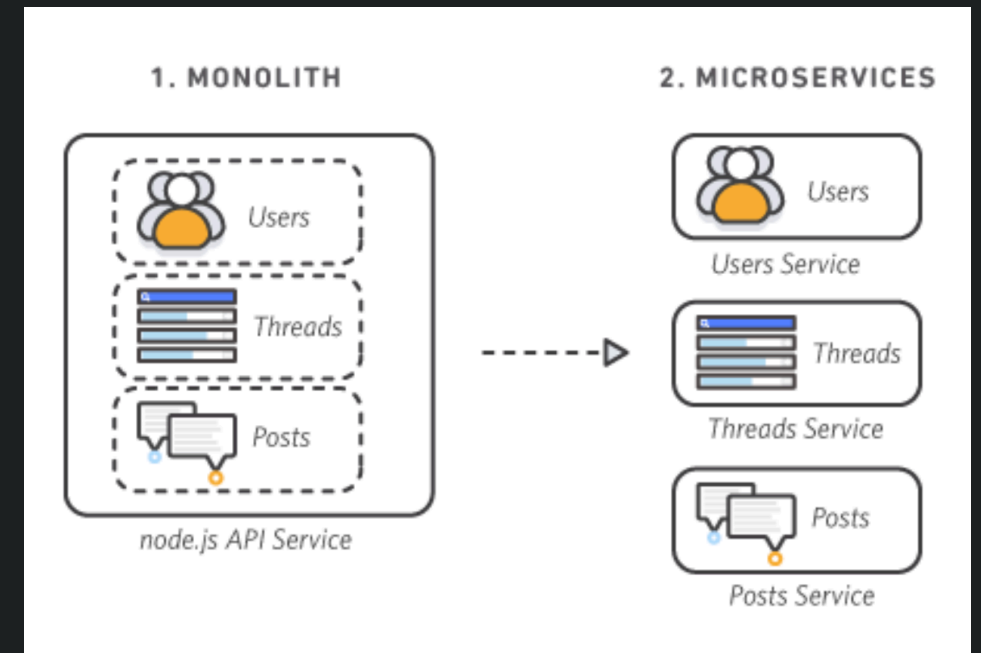 1. MONOLITH
Users
Threads
Posts
node.js API Service
2. MICROSERVICES
Users
Users Service
Threads
Threads Service
Posts
Posts Service